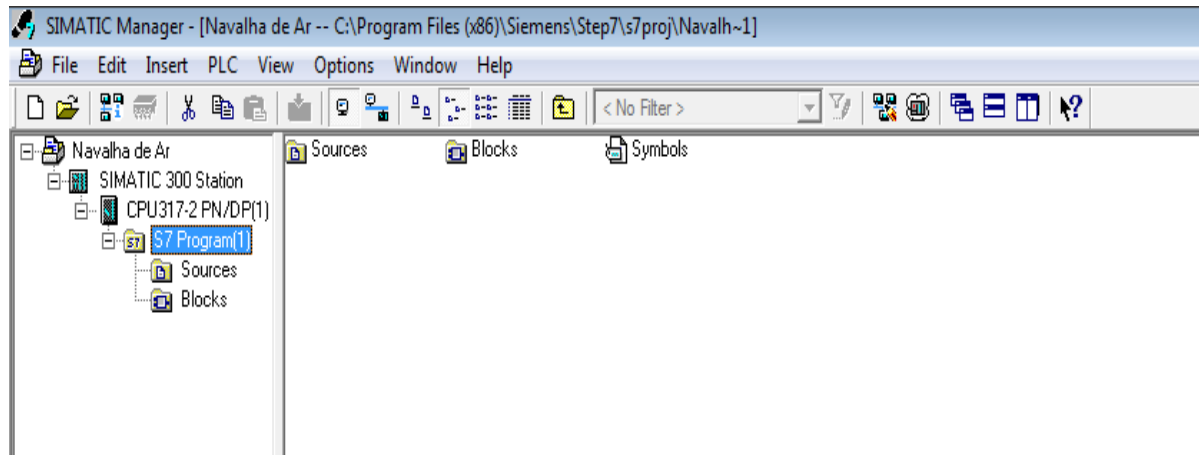 SIMATIC Manager - [Navalha de Ar -- C:\Program Files (x86)\Siemens\Step7\s7proj\Navalh~1]
File Edit Insert PLC View Options Window Help
< No Filter >
Navalha de Ar
SIMATIC 300 Station
CPU317-2 PN/DP(1)
S7 Program(1)
Sources
Blocks
Sources Blocks Symbols